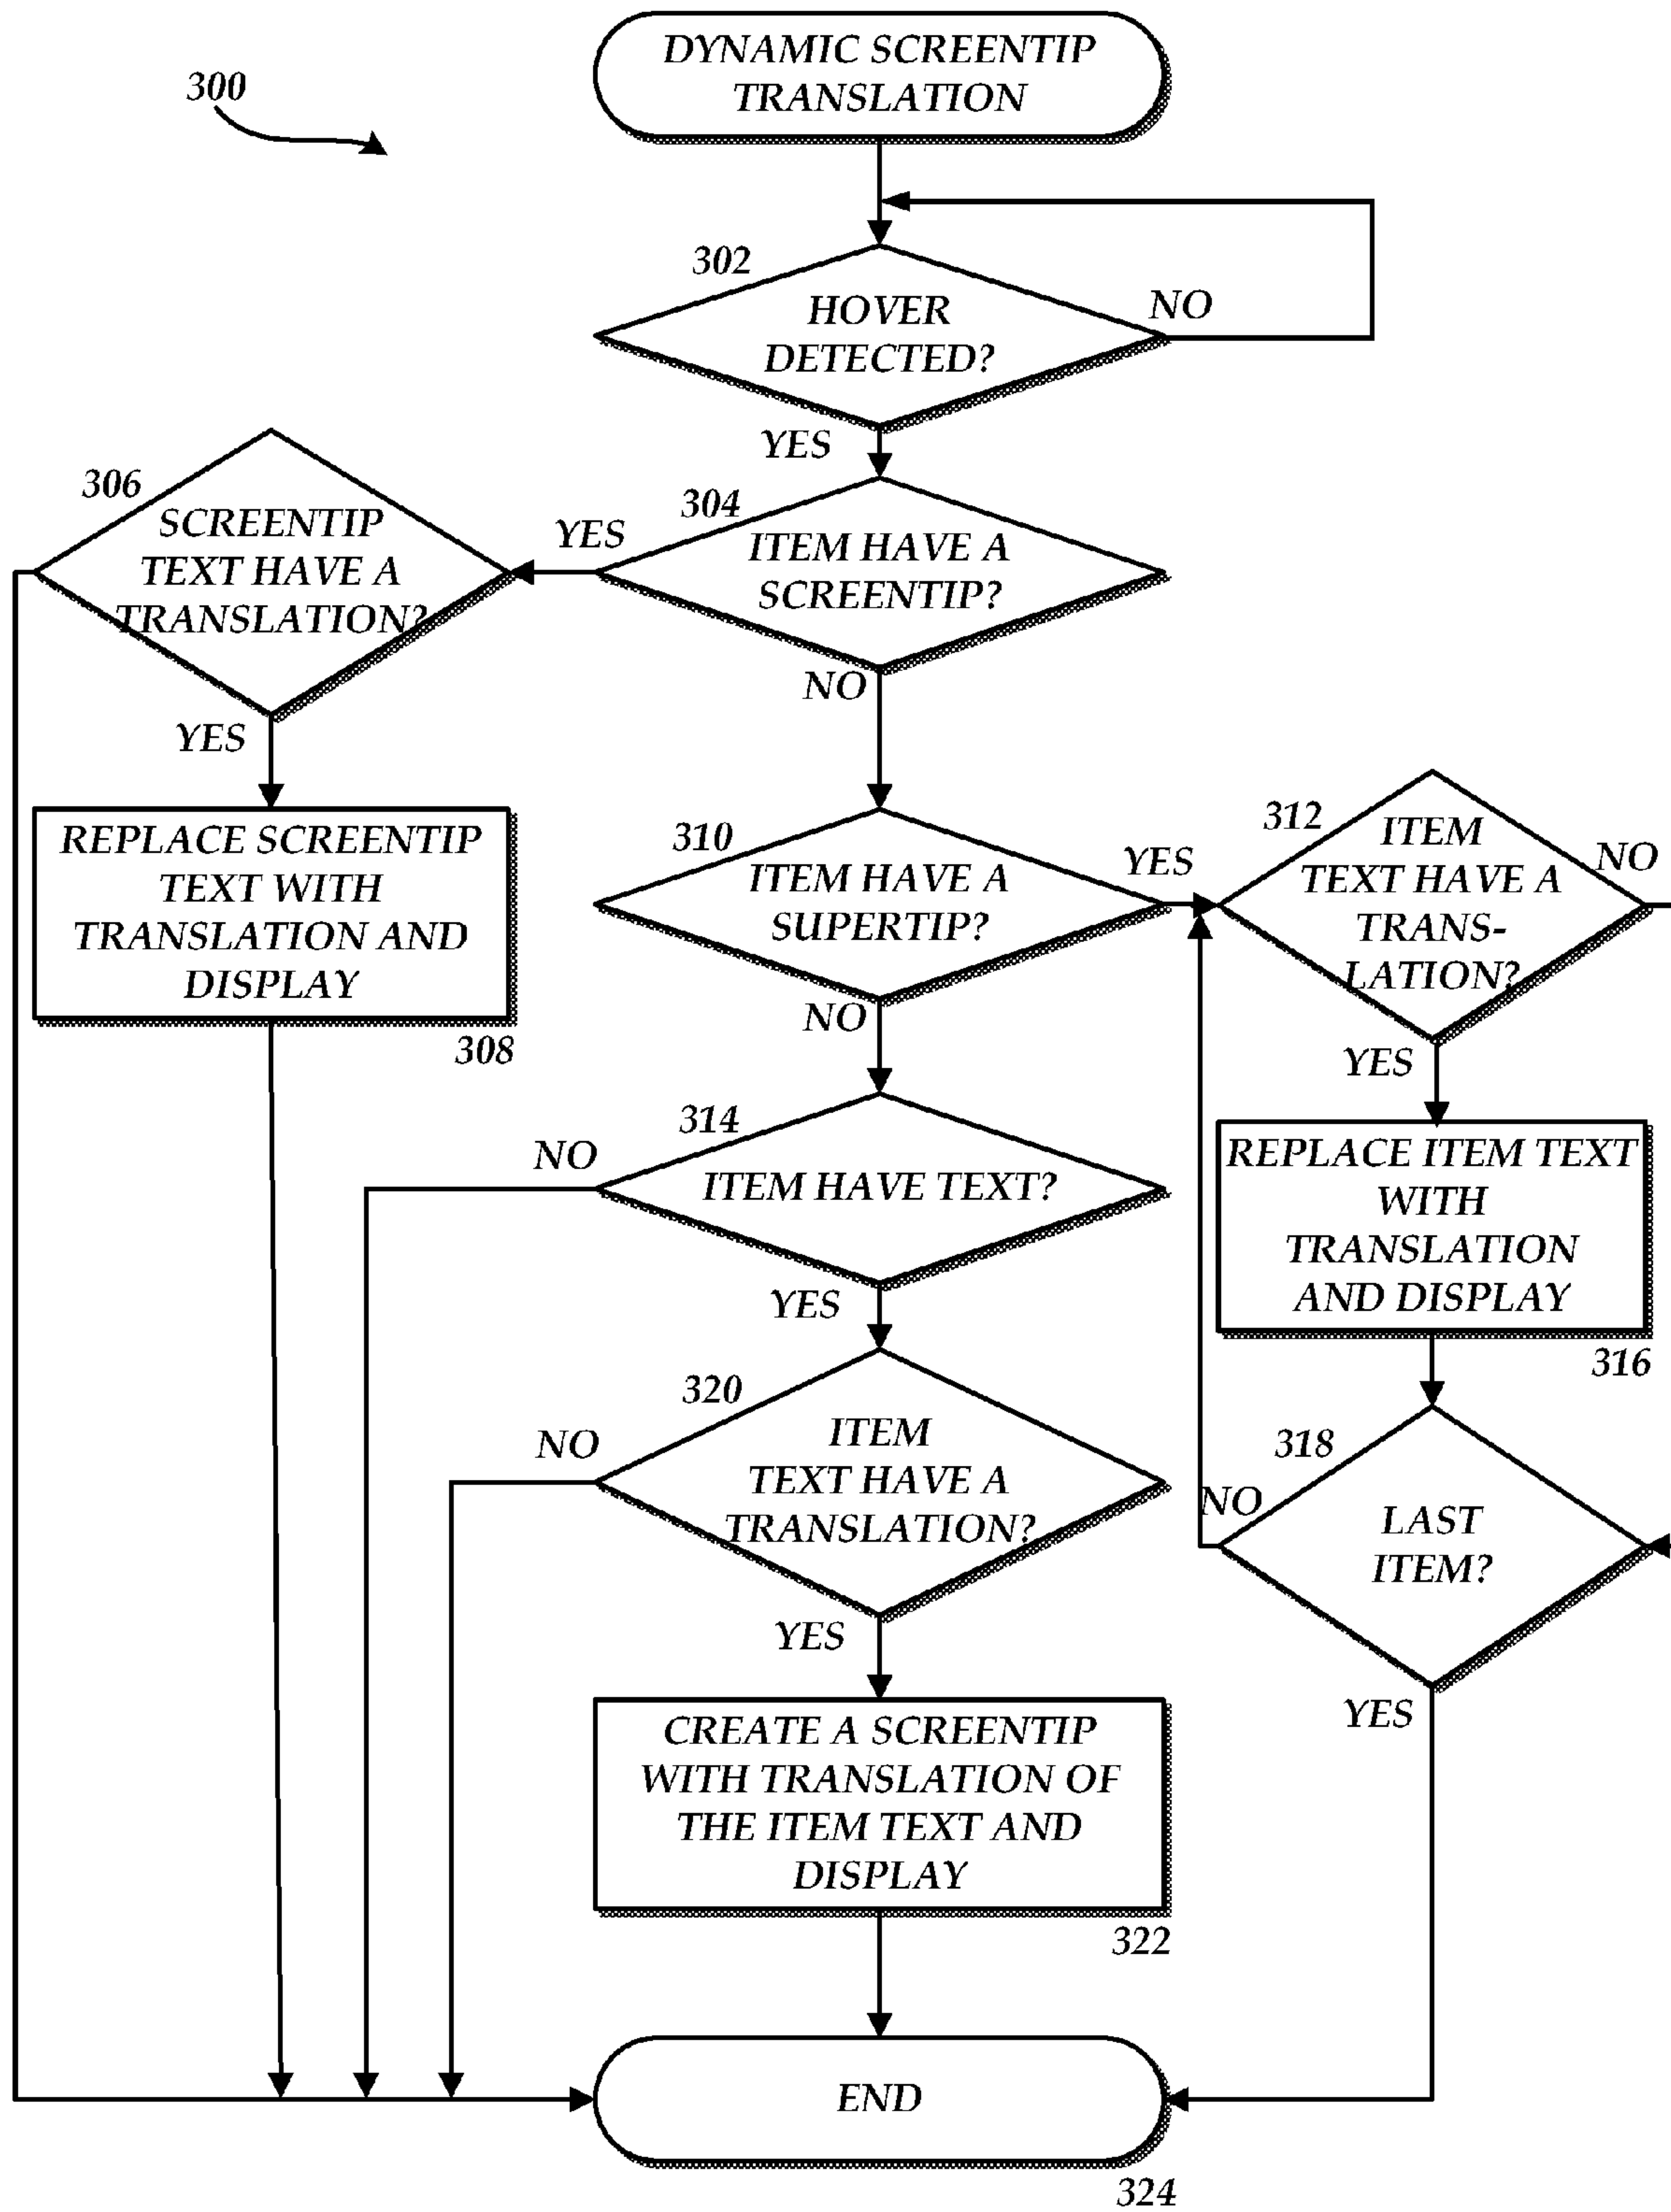 DYNAMIC SCREENTIP
TRANSLATION
300
302
HOVER
DETECTED?
NO
YES
304
ITEM HAVE A
SCREENTIP?
YES
NO
306
SCREENTIP
TEXT HAVE A
TRANSLATION?
YES
REPLACE SCREENTIP
TEXT WITH
TRANSLATION AND
DISPLAY
308
310
ITEM HAVE A
SUPERTIP?
YES
NO
312
ITEM
TEXT HAVE A
TRANS-
LATION?
NO
YES
314
ITEM HAVE TEXT?
NO
YES
REPLACE ITEM TEXT
WITH
TRANSLATION
AND DISPLAY
316
318
LAST
ITEM?
NO
YES
320
ITEM
TEXT HAVE A
TRANSLATION?
NO
YES
CREATE A SCREENTIP
WITH TRANSLATION OF
THE ITEM TEXT AND
DISPLAY
322
END
324